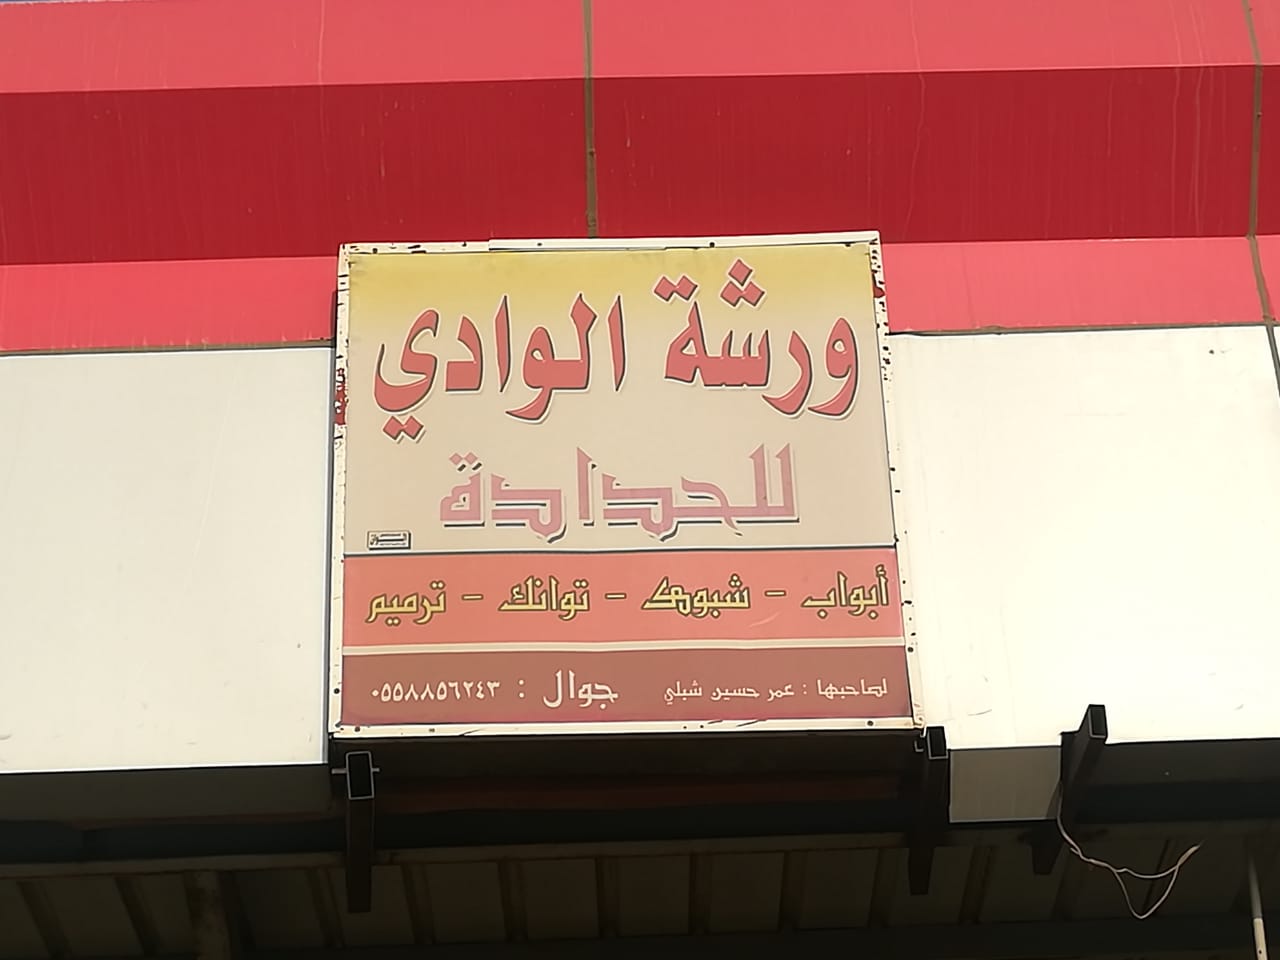 ورشة الوادي
للحدادة
أبواب - شبوك - توانك - ترميم
لصاحبها : عمر حسين شبلي جوال : ٠٥٥٨٨٥٦٢٤٣